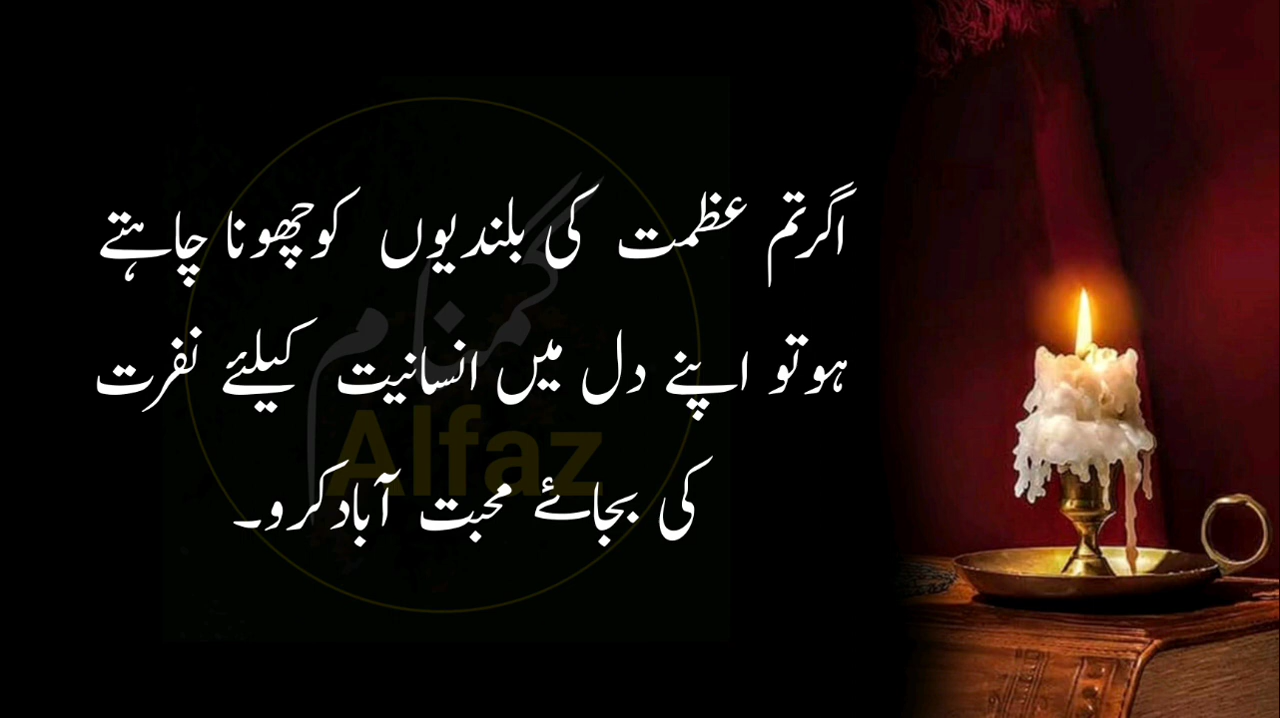 اگر تم عظمت کی بلندیوں کو چھونا چاہتے
ہو تو اپنے دل میں انسانیت کیلئے نفرت
کی بجائے محبت آباد کرو۔
گمنام
Alfaz